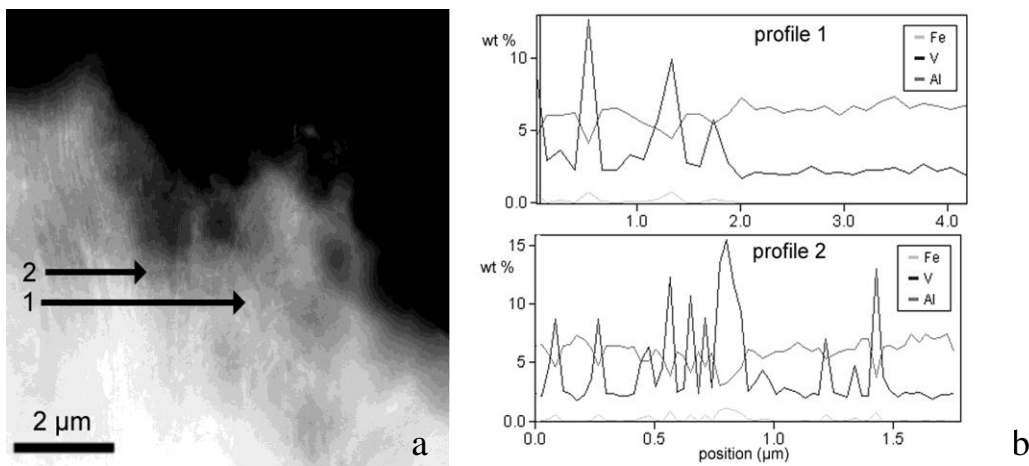 2
1
2 µm
a
profile 1
wt %
Fe
V
Al
10
5
0.0
1.0
2.0
3.0
4.0
profile 2
wt %
Fe
V
Al
15
10
5
0.0
0.0
0.5
1.0
1.5
position (µm)
b